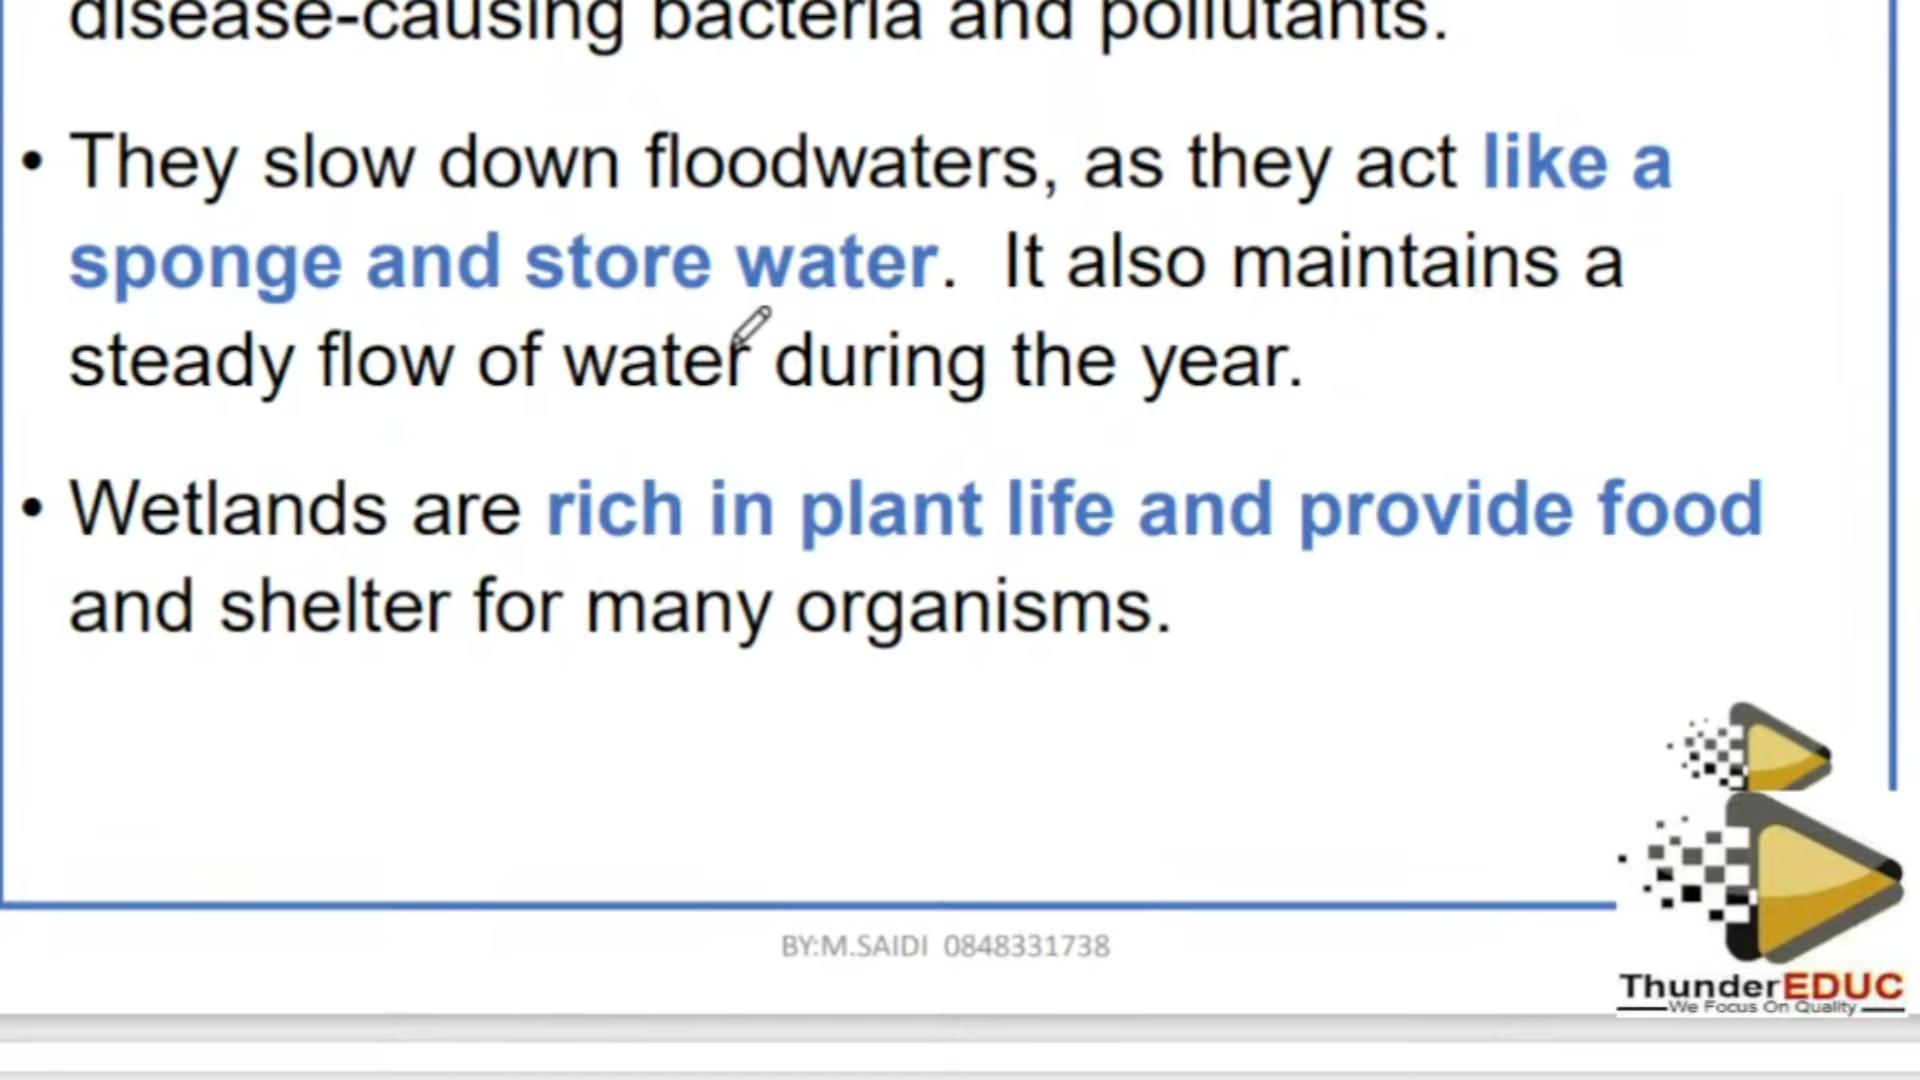 disease-causing bacteria and pollutants.
• They slow down floodwaters, as they act like a
sponge and store water.  It also maintains a
steady flow of water during the year.
• Wetlands are rich in plant life and provide food
and shelter for many organisms.
BY:M.SAIDI  0848331738
ThunderEDUC
We Focus On Quality